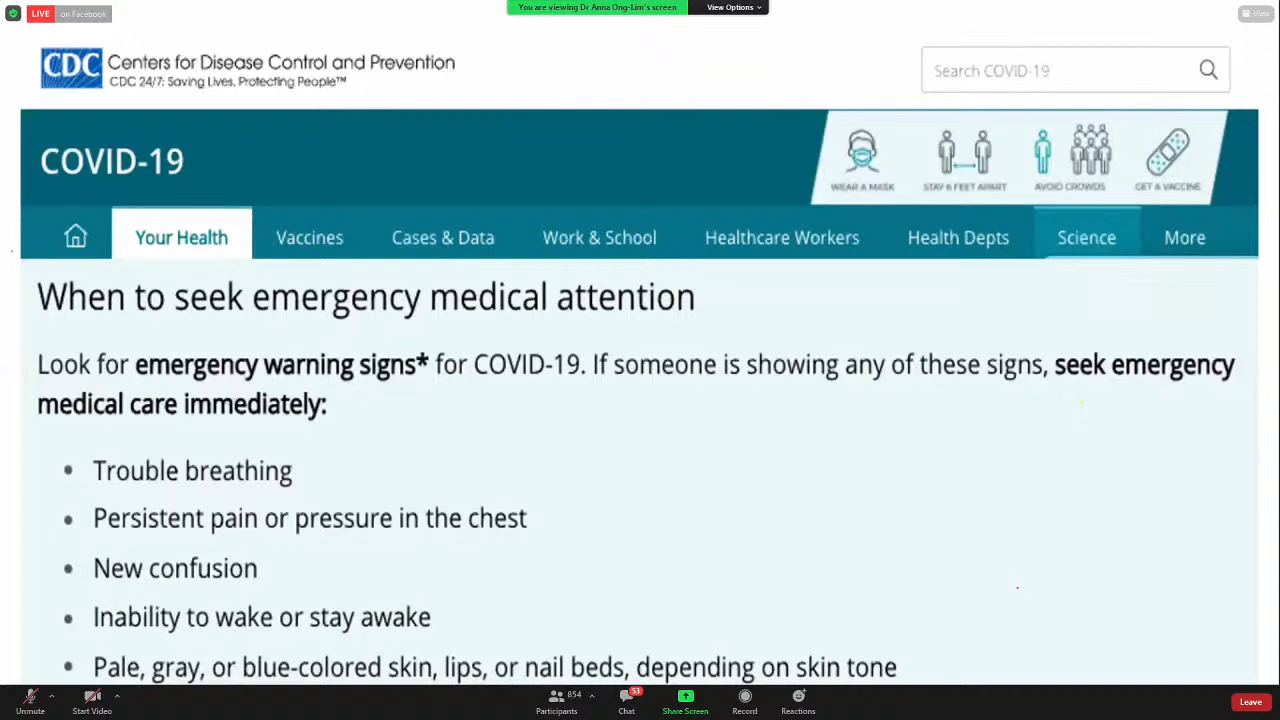 LIVE on Facebook
You are viewing Dr Anna Ong-Lim's screen View Options
View
CDC Centers for Disease Control and Prevention
CDC 24/7: Saving Lives, Protecting People™
Search COVID-19
COVID-19
WEAR A MASK STAY 6 FEET APART AVOID CROWDS GET A VACCINE
Your Health Vaccines Cases & Data Work & School Healthcare Workers Health Depts Science More
When to seek emergency medical attention
Look for emergency warning signs* for COVID-19. If someone is showing any of these signs, seek emergency
medical care immediately:
• Trouble breathing
• Persistent pain or pressure in the chest
• New confusion
• Inability to wake or stay awake
• Pale, gray, or blue-colored skin, lips, or nail beds, depending on skin tone
854 53
Unmute Start Video Participants Chat Share Screen Record Reactions Leave